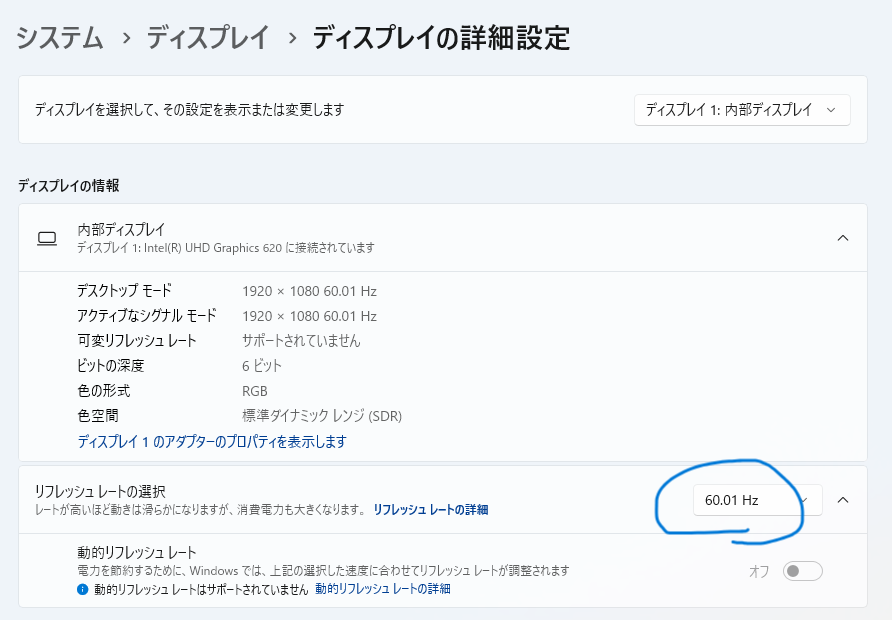 システム › ディスプレイ › ディスプレイの詳細設定
ディスプレイを選択して、その設定を表示または変更します
ディスプレイ 1: 内部ディスプレイ
ディスプレイの情報
内部ディスプレイ
ディスプレイ 1: Intel(R) UHD Graphics 620 に接続されています
デスクトップ モード 1920 × 1080 60.01 Hz
アクティブなシグナル モード 1920 × 1080 60.01 Hz
可変リフレッシュ レート サポートされていません
ビットの深度 6 ビット
色の形式 RGB
色空間 標準ダイナミック レンジ (SDR)
ディスプレイ 1 のアダプターのプロパティを表示します
リフレッシュ レートの選択
レートが高いほど動きは滑らかになりますが、消費電力も大きくなります。 リフレッシュ レートの詳細
60.01 Hz
動的リフレッシュ レート
電力を節約するために、Windows では、上記の選択した速度に合わせてリフレッシュ レートが調整されます
動的リフレッシュ レートはサポートされていません 動的リフレッシュ レートの詳細
オフ